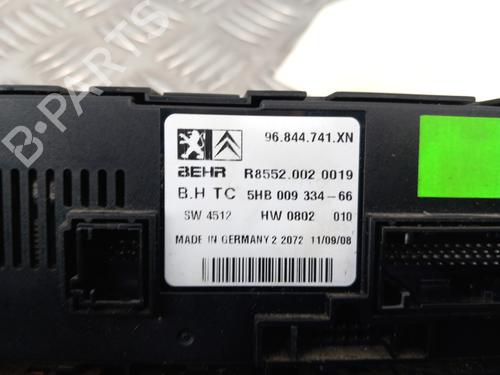 96.844.741.XN
BEHR R8552.002 0019
B.H TC 5HB 009 334-66
SW 4512 HW 0802 010
MADE IN GERMANY 2 2072 11/09/08